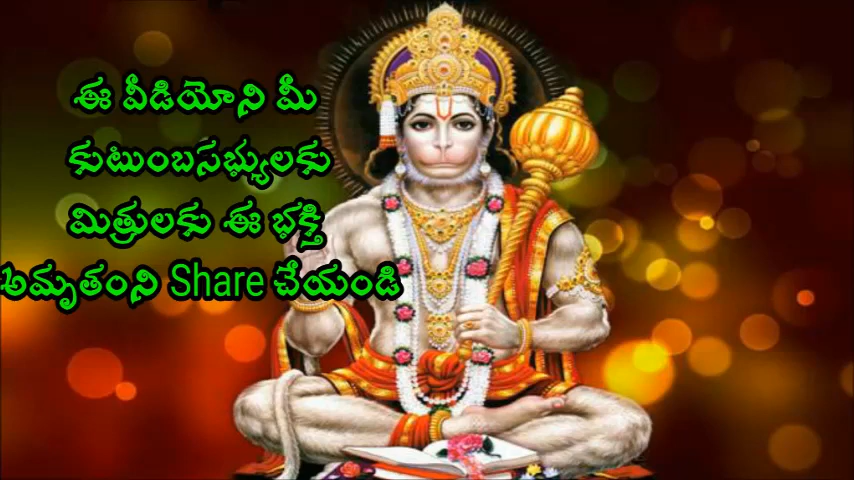 ఈ వీడియోని మీ
కుటుంబసభ్యులకు
మిత్రులకు ఈ భక్తి
అమృతంని Share చేయండి